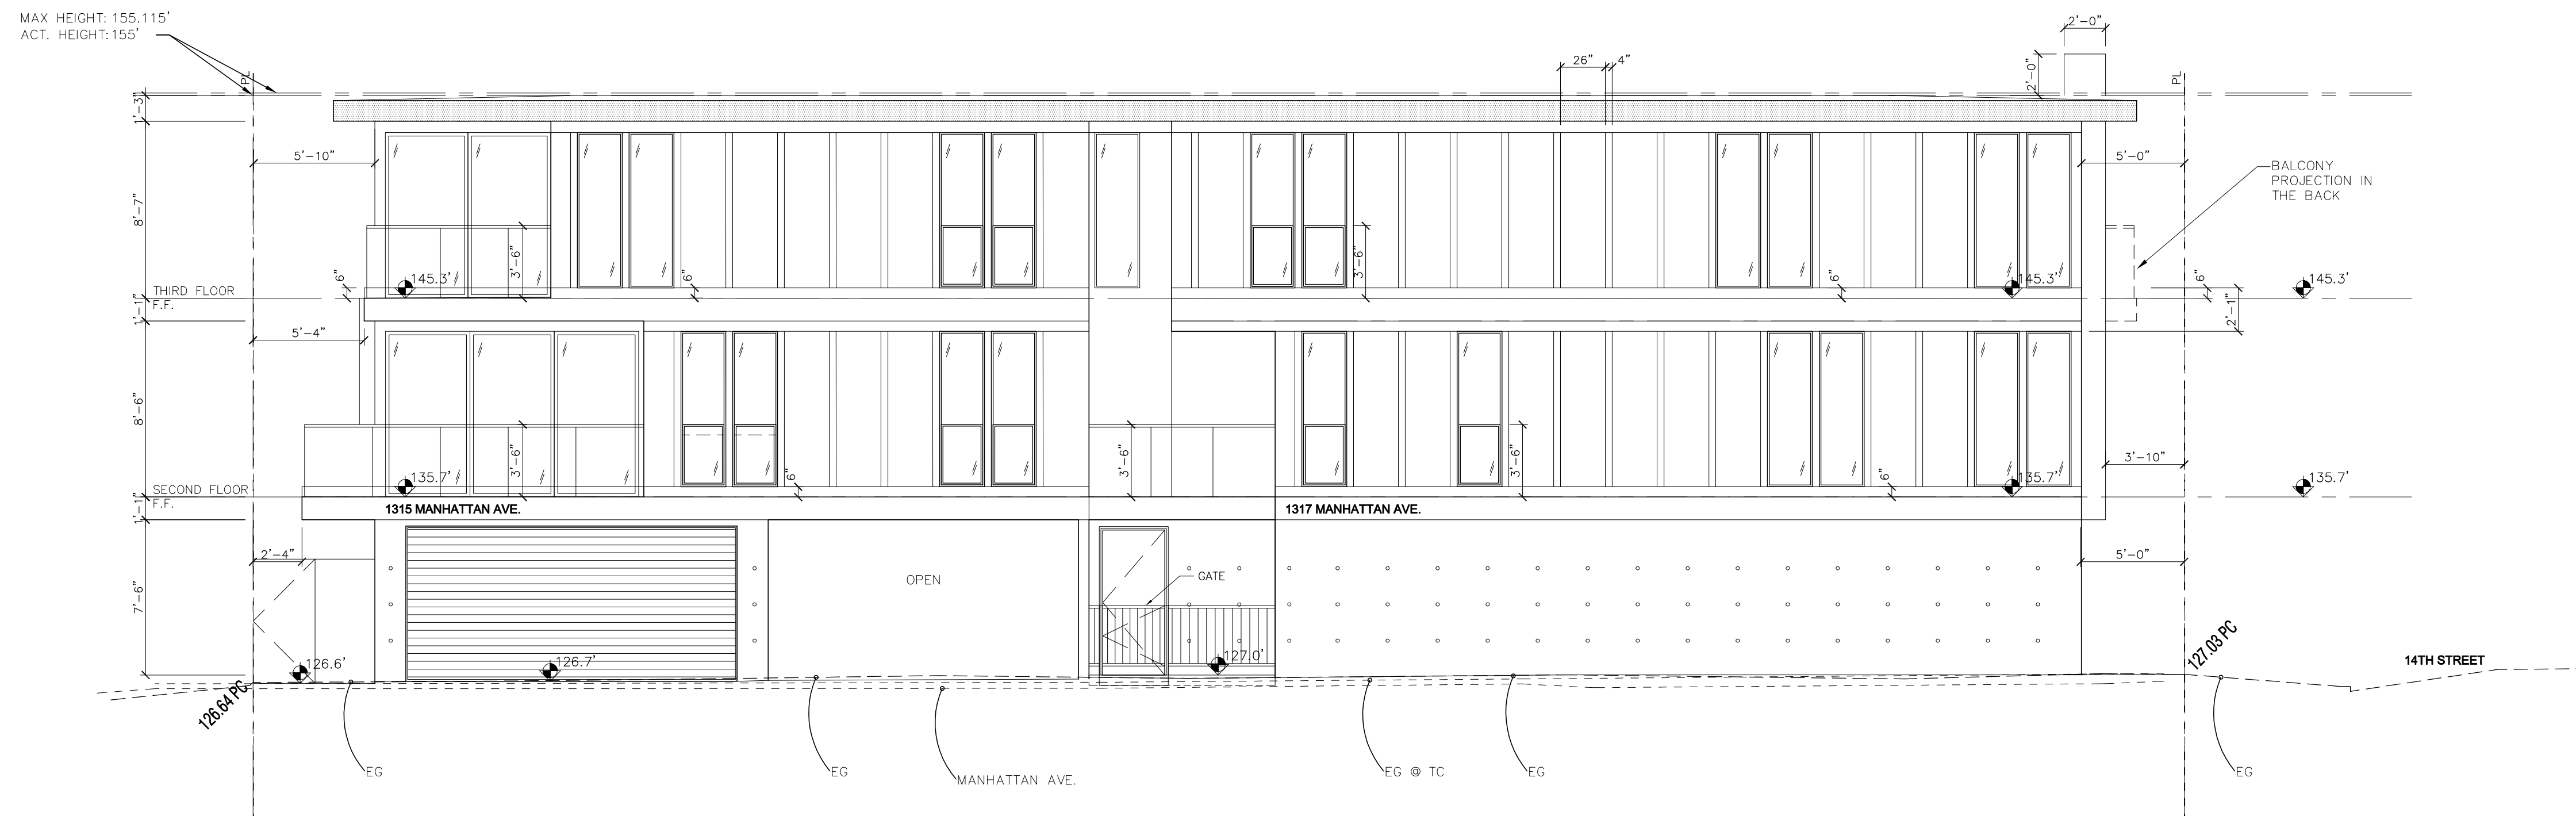 MAX HEIGHT: 155.115'
ACT. HEIGHT:155'
PL
2'-0"
2'-0"
26"
4"
PL
1'-3"
5'-10"
5'-0"
BALCONY
PROJECTION IN
THE BACK
8'-7"
3'-6"
3'-6"
6"
145.3'
6"
6"
145.3'
6"
145.3'
THIRD FLOOR
F.F.
1'-1"
2'-1"
5'-4"
8'-6"
3'-6"
3'-6"
3'-6"
3'-10"
135.7'
6"
6"
135.7'
135.7'
SECOND FLOOR
F.F.
1'-1"
1315 MANHATTAN AVE.
1317 MANHATTAN AVE.
2'-4"
5'-0"
OPEN
GATE
7'-6"
126.6'
126.7'
127.0'
127.03 PC
14TH STREET
126.64 PC
EG
EG
MANHATTAN AVE.
EG @ TC
EG
EG